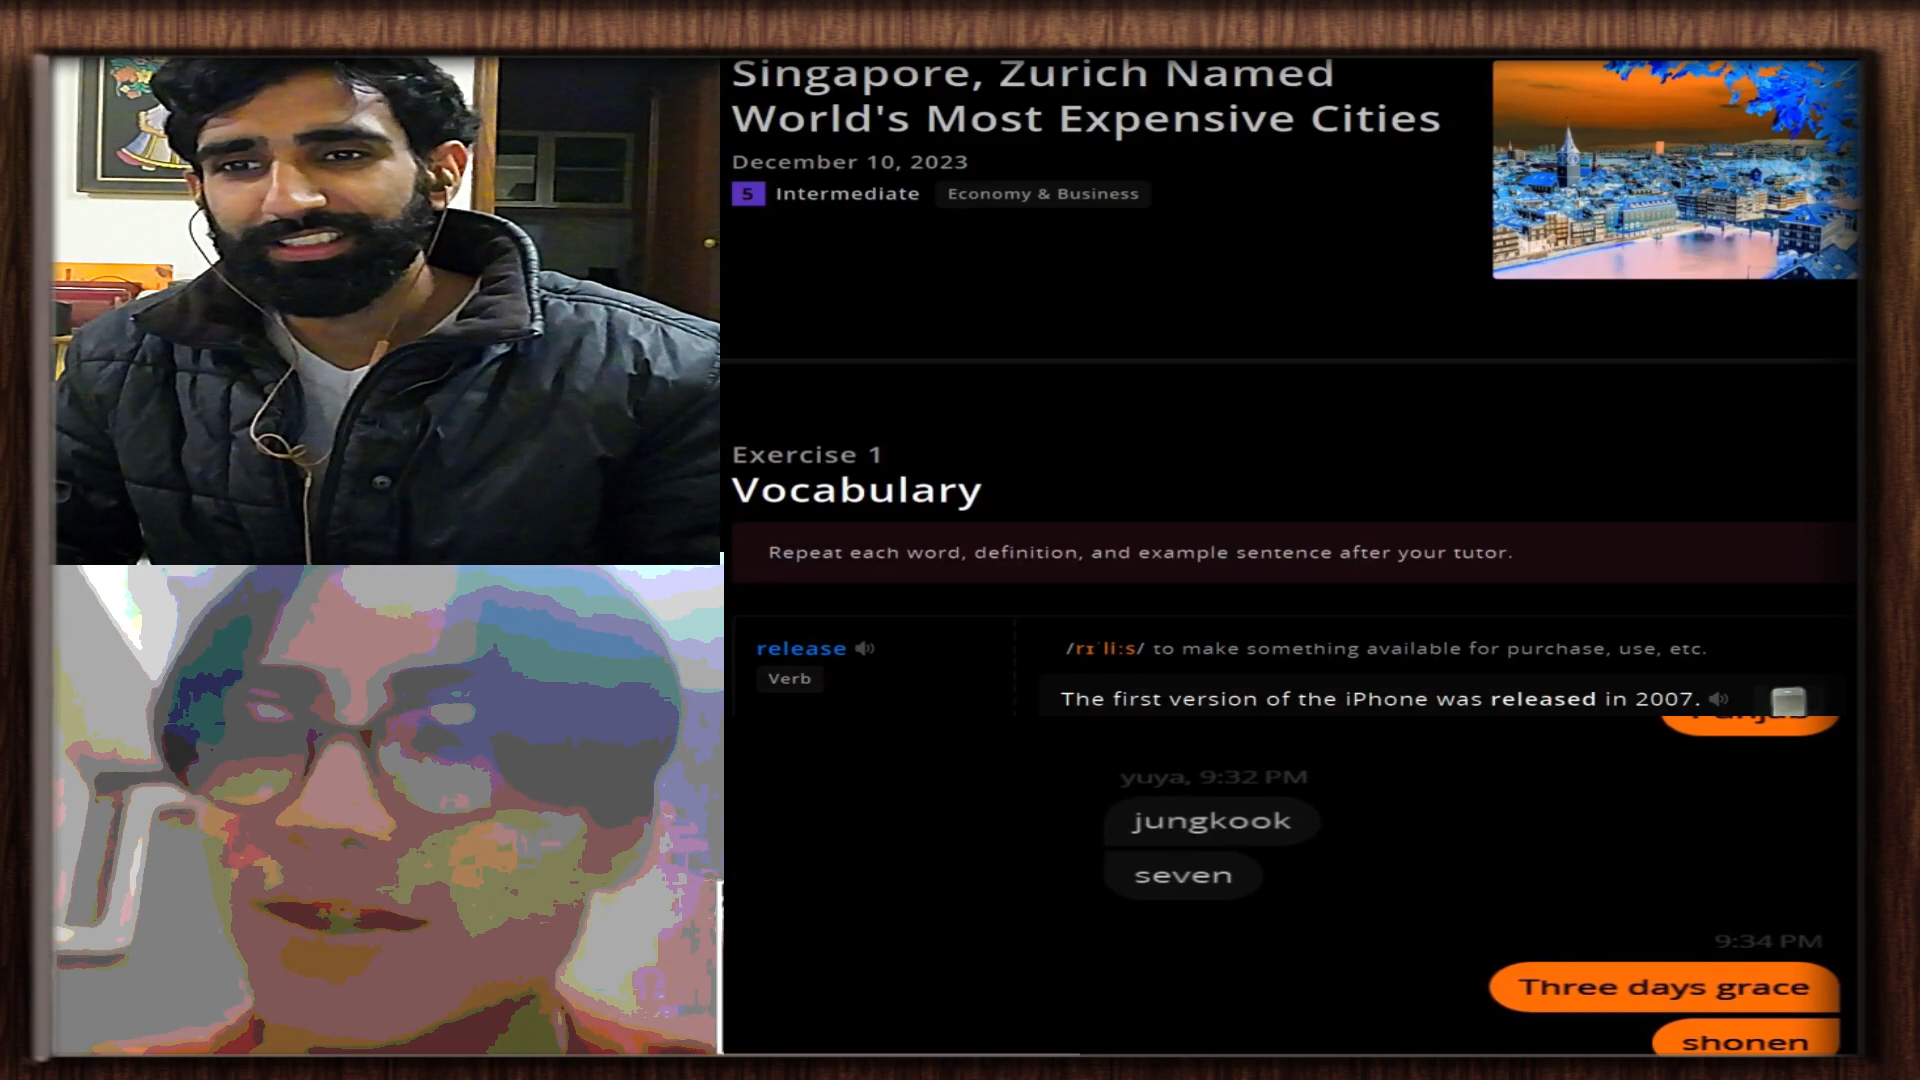 Singapore, Zurich Named
World's Most Expensive Cities
December 10, 2023
5 Intermediate Economy & Business
Exercise 1
Vocabulary
Repeat each word, definition, and example sentence after your tutor.
release /rɪˈliːs/ to make something available for purchase, use, etc.
Verb
The first version of the iPhone was released in 2007.
yuya, 9:32 PM
jungkook
seven
9:34 PM
Three days grace
shonen